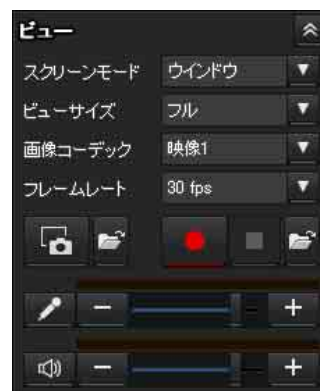 ビュー
スクリーンモード ウインドウ
ビューサイズ フル
画像コーデック 映像1
フレームレート 30 fps